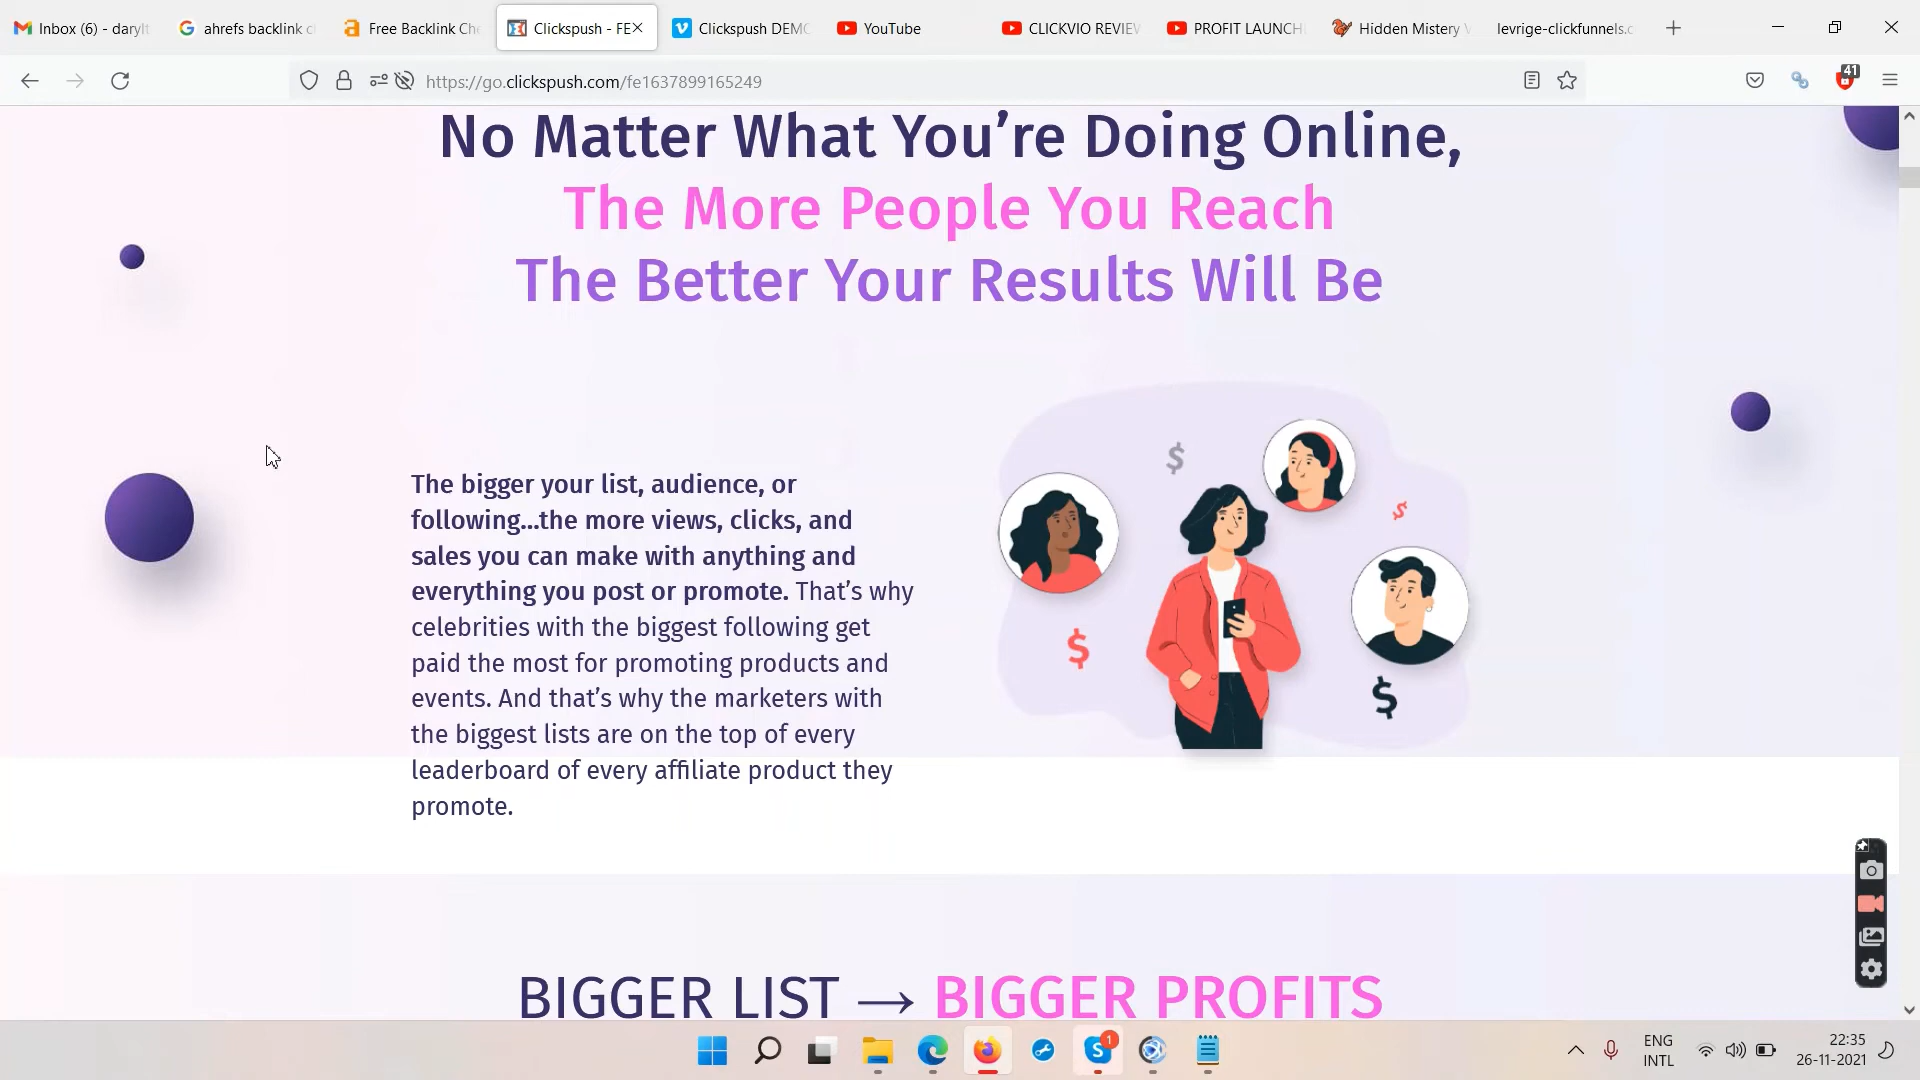 Inbox (6) - darylt
ahrefs backlink c
Free Backlink Che
Clickspush - FE
Clickspush DEMO
YouTube
CLICKVIO REVIEW
PROFIT LAUNCH
Hidden Mistery V
levrige-clickfunnels.c
https://go.clickspush.com/fe1637899165249
41
No Matter What You’re Doing Online,
The More People You Reach
The Better Your Results Will Be
$
$
$
$
The bigger your list, audience, or
following...the more views, clicks, and
sales you can make with anything and
everything you post or promote. That’s why
celebrities with the biggest following get
paid the most for promoting products and
events. And that’s why the marketers with
the biggest lists are on the top of every
leaderboard of every affiliate product they
promote.
BIGGER LIST → BIGGER PROFITS
1
ENG
INTL
22:35
26-11-2021